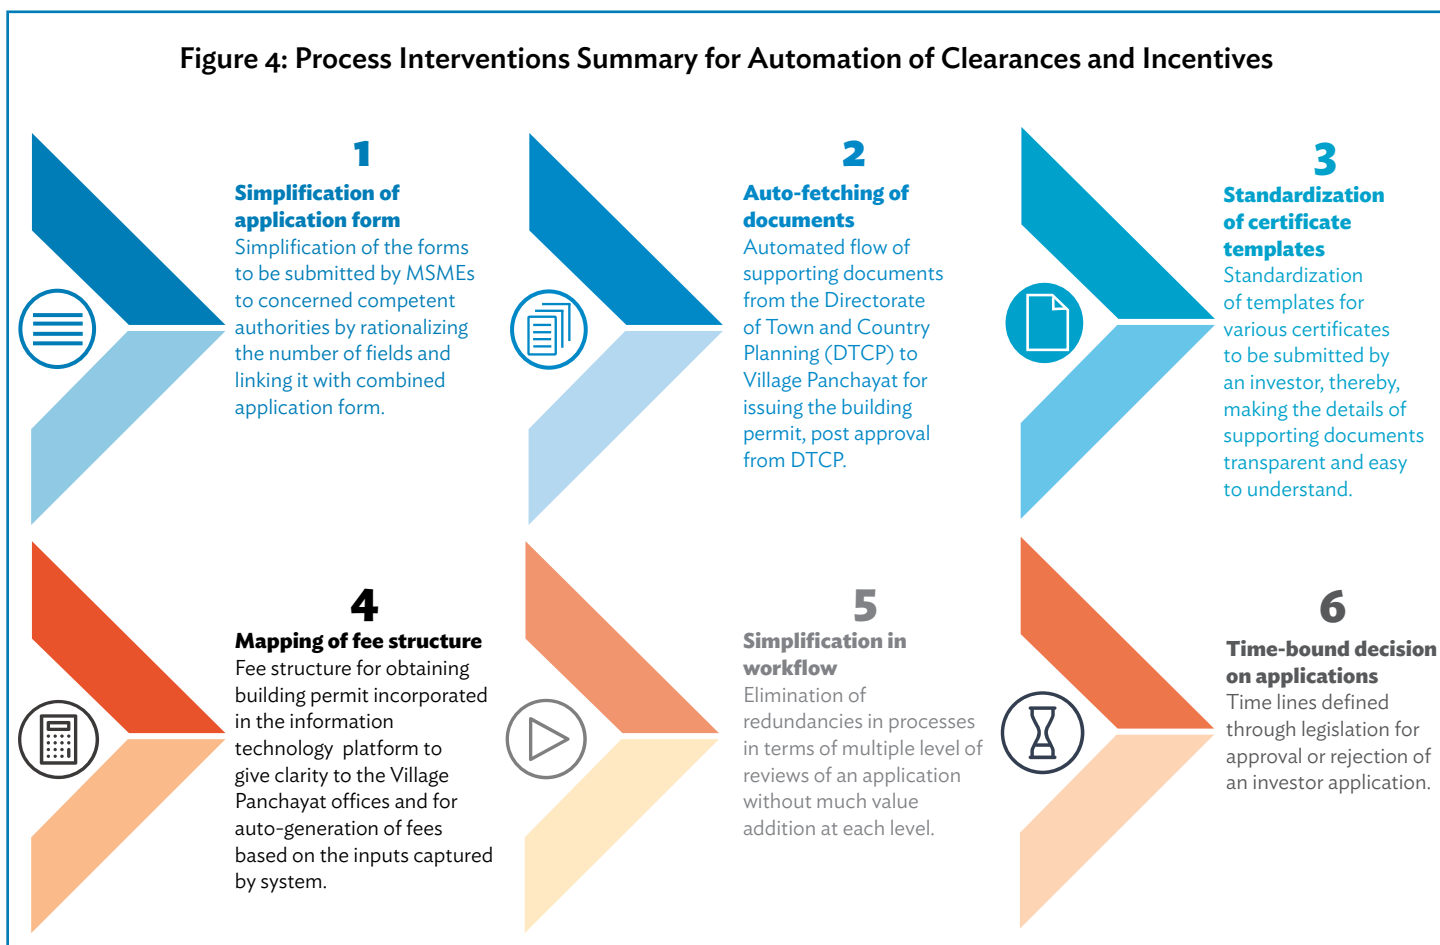 Figure 4: Process Interventions Summary for Automation of Clearances and Incentives
1
Simplification of
application form
Simplification of the forms
to be submitted by MSMEs
to concerned competent
authorities by rationalizing
the number of fields and
linking it with combined
application form.
2
Auto-fetching of
documents
Automated flow of
supporting documents
from the Directorate
of Town and Country
Planning (DTCP) to
Village Panchayat for
issuing the building
permit, post approval
from DTCP.
3
Standardization
of certificate
templates
Standardization
of templates for
various certificates
to be submitted by
an investor, thereby,
making the details of
supporting documents
transparent and easy
to understand.
4
Mapping of fee structure
Fee structure for obtaining
building permit incorporated
in the information
technology platform to
give clarity to the Village
Panchayat offices and for
auto-generation of fees
based on the inputs captured
by system.
5
Simplification in
workflow
Elimination of
redundancies in processes
in terms of multiple level of
reviews of an application
without much value
addition at each level.
6
Time-bound decision
on applications
Time lines defined
through legislation for
approval or rejection of
an investor application.